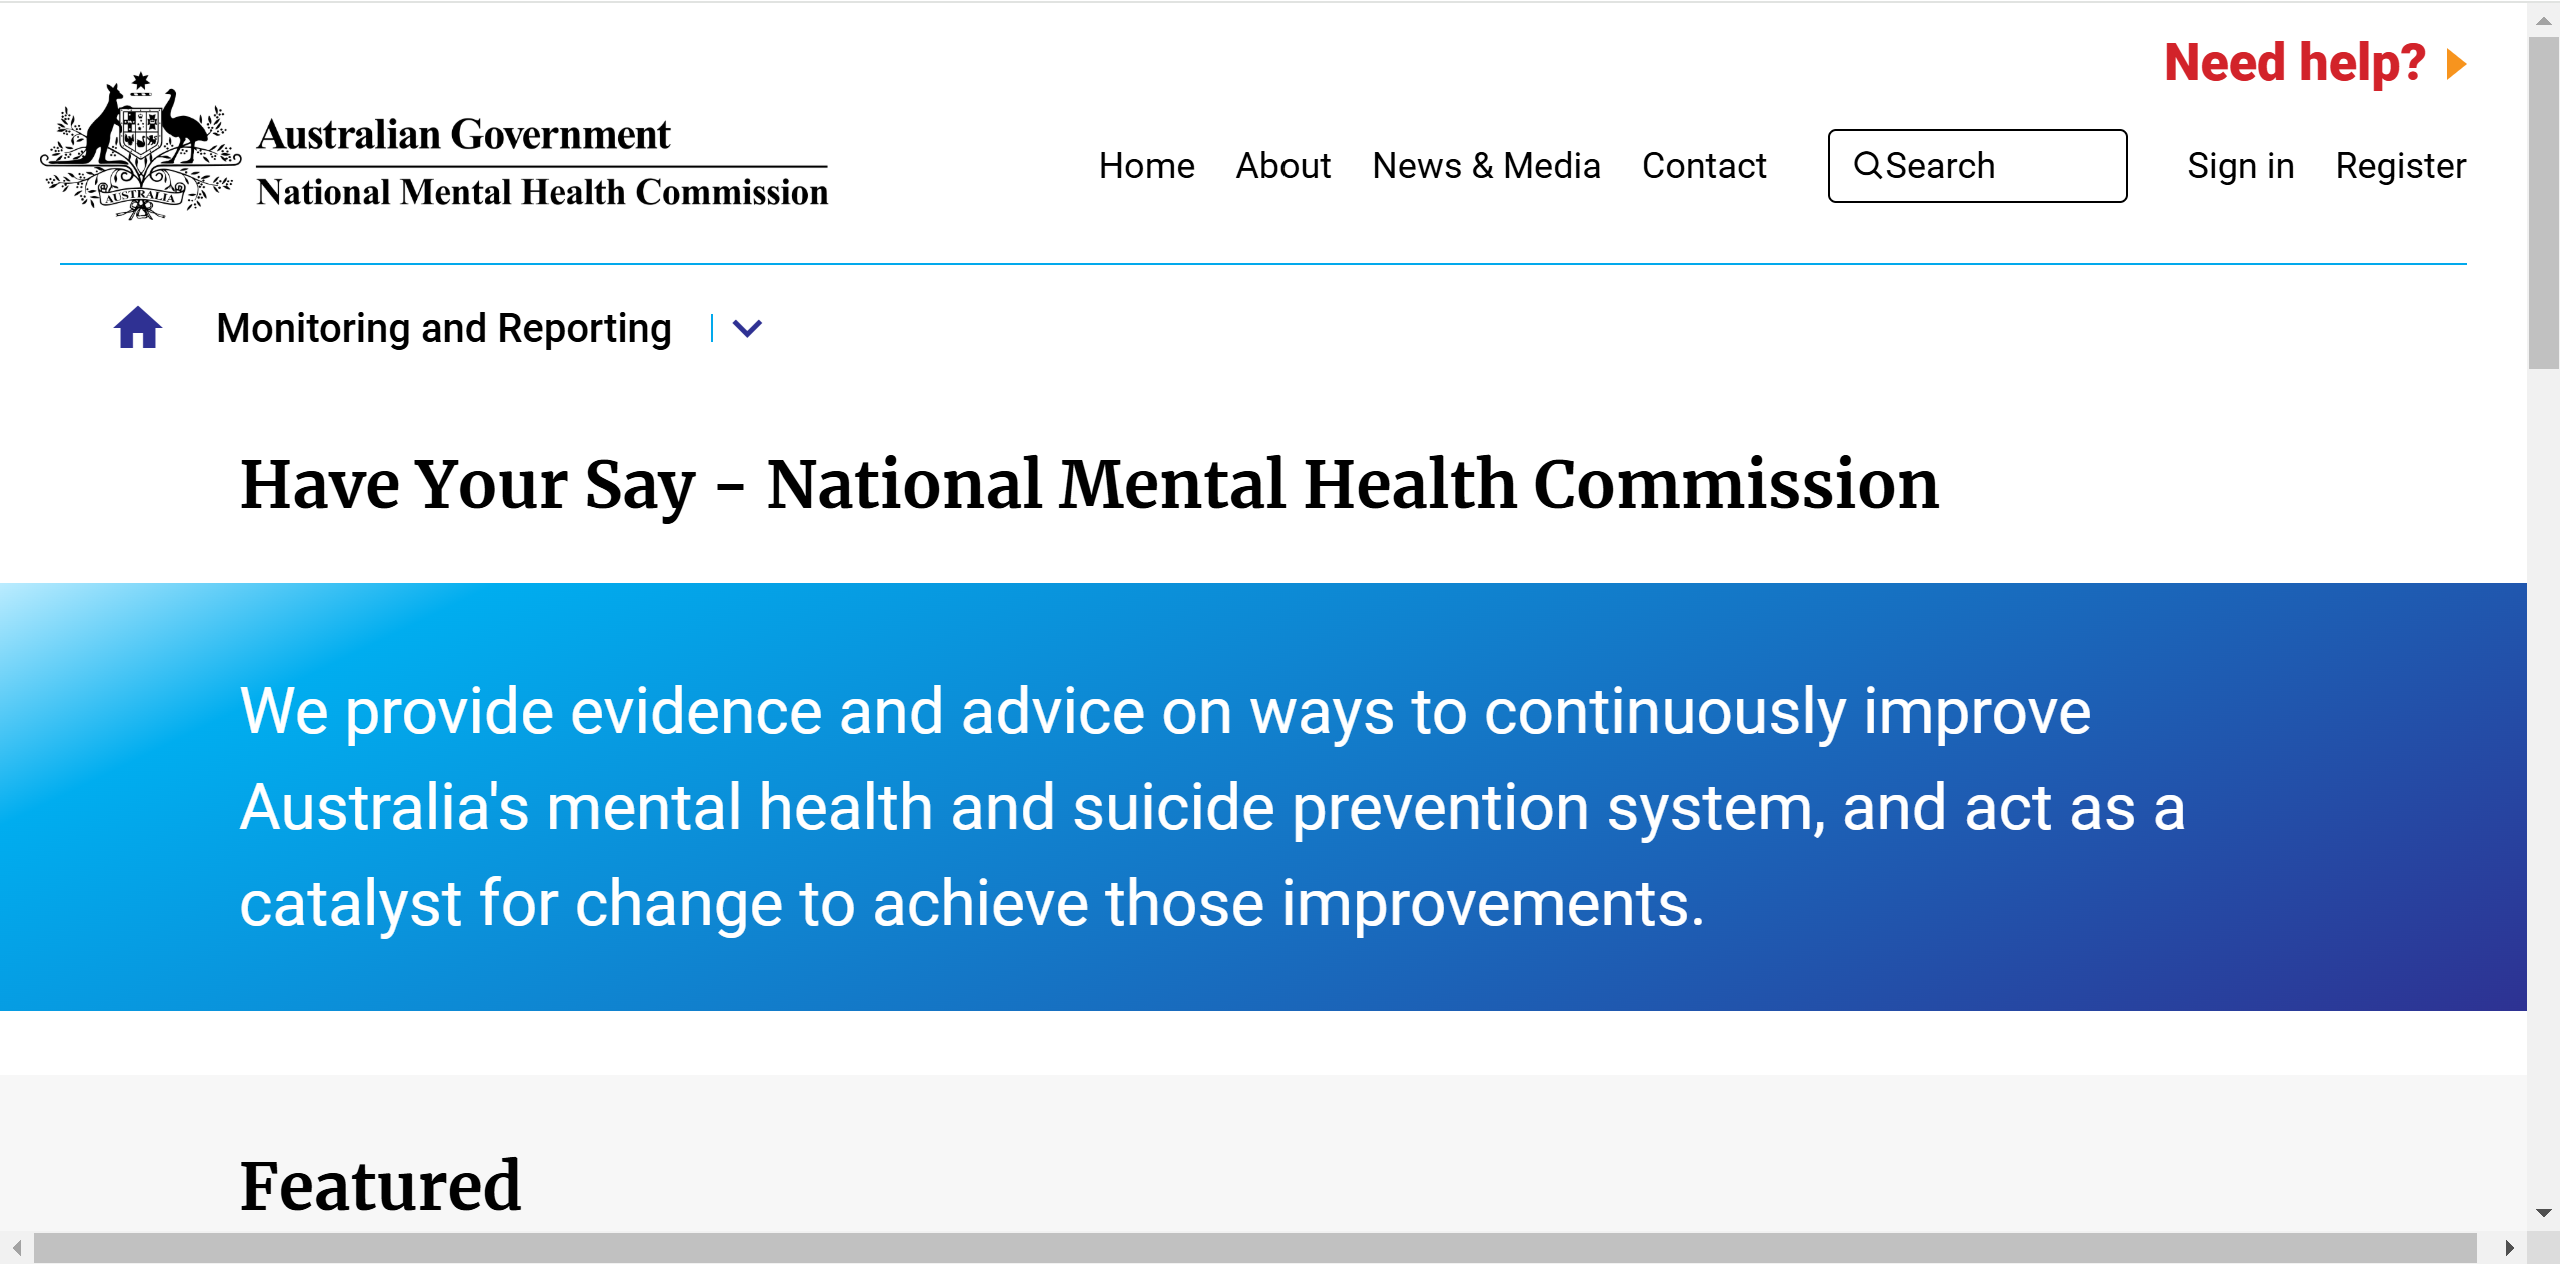 Need help?
Australian Government
National Mental Health Commission
AUSTRALIA
Home About News & Media Contact Search Sign in Register
Monitoring and Reporting
Have Your Say - National Mental Health Commission
We provide evidence and advice on ways to continuously improve
Australia's mental health and suicide prevention system, and act as a
catalyst for change to achieve those improvements.
Featured